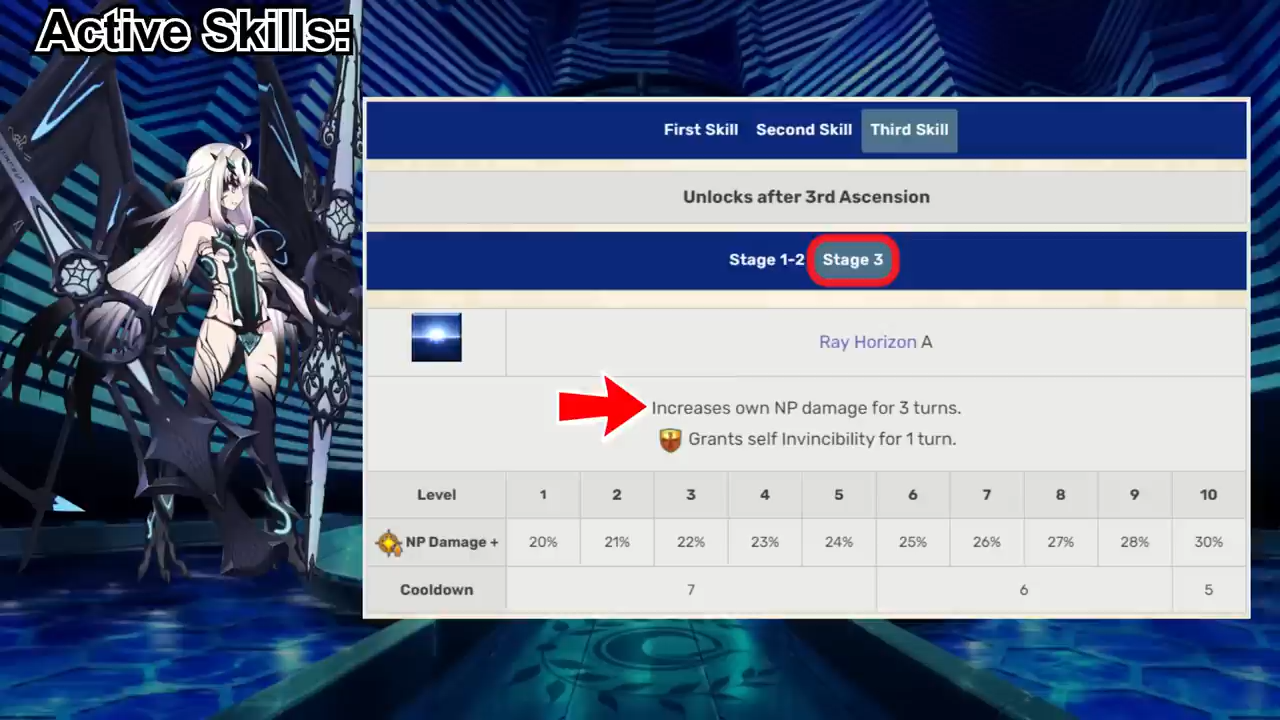 Active Skills:
First Skill Second Skill Third Skill
Unlocks after 3rd Ascension
Stage 1-2 Stage 3
Ray Horizon A
Increases own NP damage for 3 turns.
Grants self Invincibility for 1 turn.
Level 1 2 3 4 5 6 7 8 9 10
NP Damage + 20% 21% 22% 23% 24% 25% 26% 27% 28% 30%
Cooldown 7 6 5